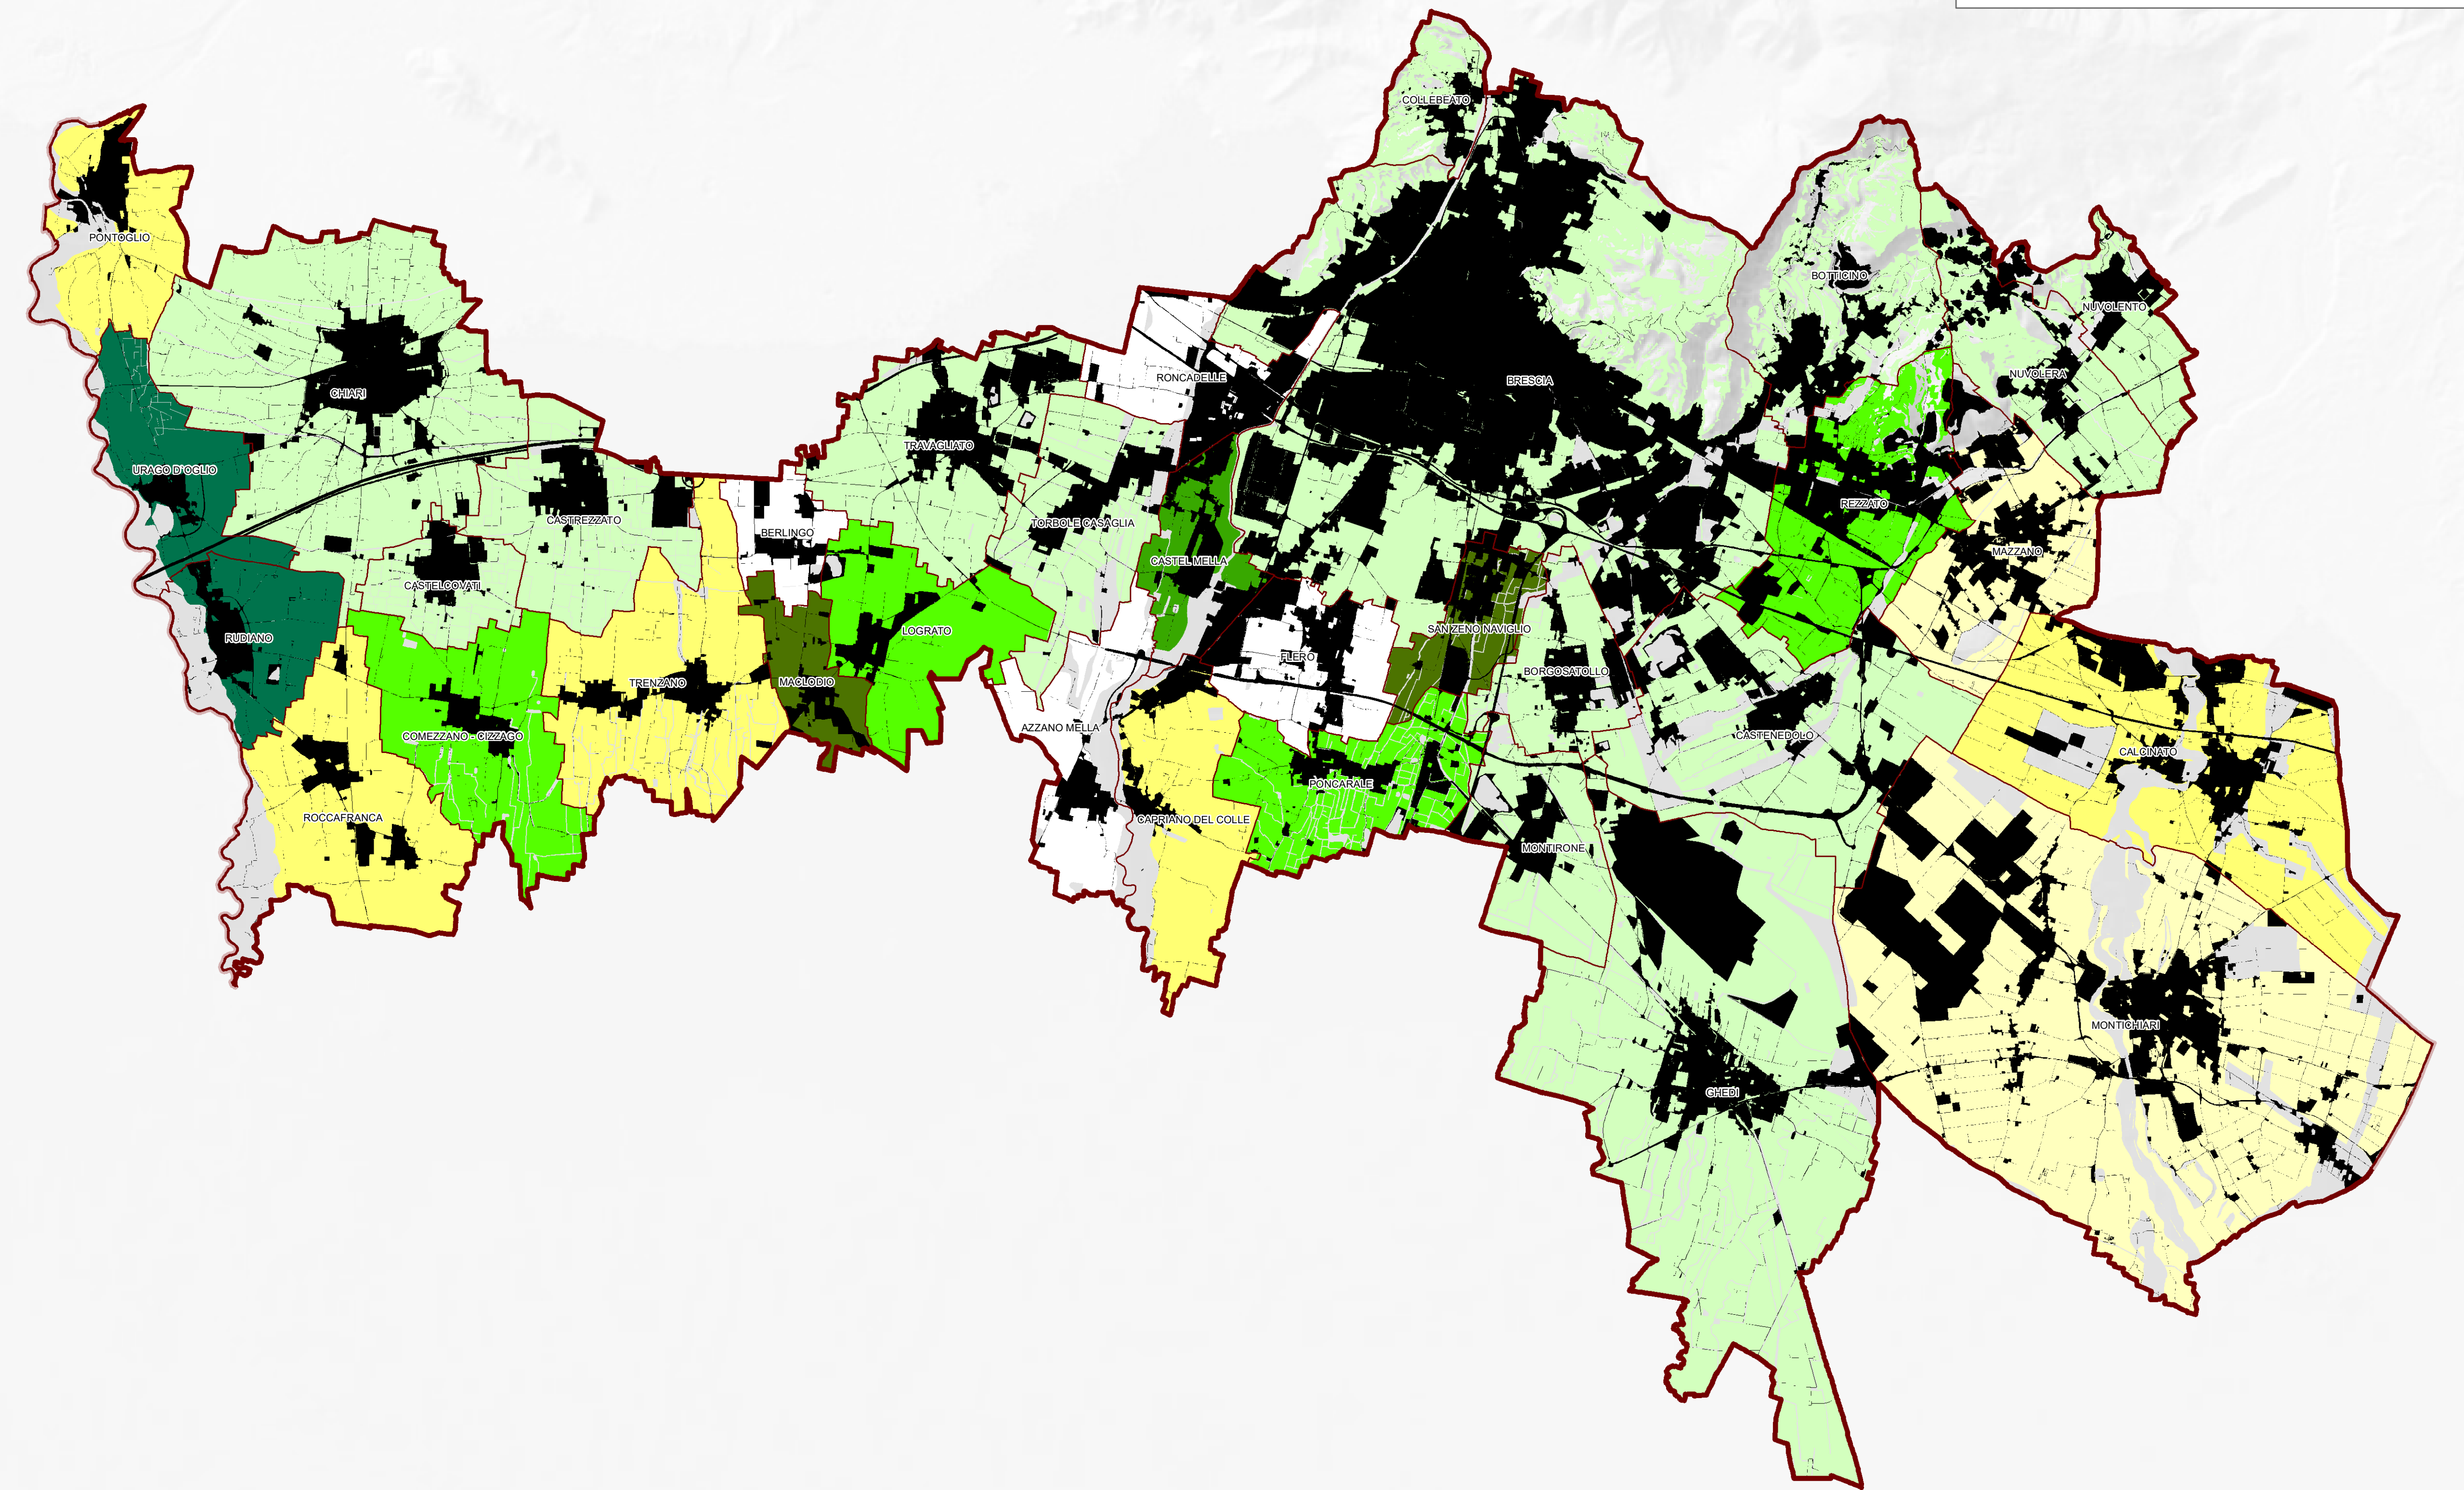 COLLEBEATO
PONTOGLIO
BOTTICINO
NUVOLENTO
RONCADELLE
NUVOLERA
BRESCIA
CHIARI
TRAVAGLIATO
URAGO D'OGLIO
REZZATO
CASTREZZATO
TORBOLE CASAGLIA
BERLINGO
MAZZANO
CASTEL MELLA
CASTELCOVATI
SAN ZENO NAVIGLIO
LOGRATO
RUDIANO
FLERO
BORGOSATOLLO
TRENZANO
MACLODIO
AZZANO MELLA
CASTENEDOLO
COMEZZANO - CIZZAGO
CALCINATO
PONCARALE
ROCCAFRANCA
CAPRIANO DEL COLLE
MONTIRONE
MONTICHIARI
GHEDI